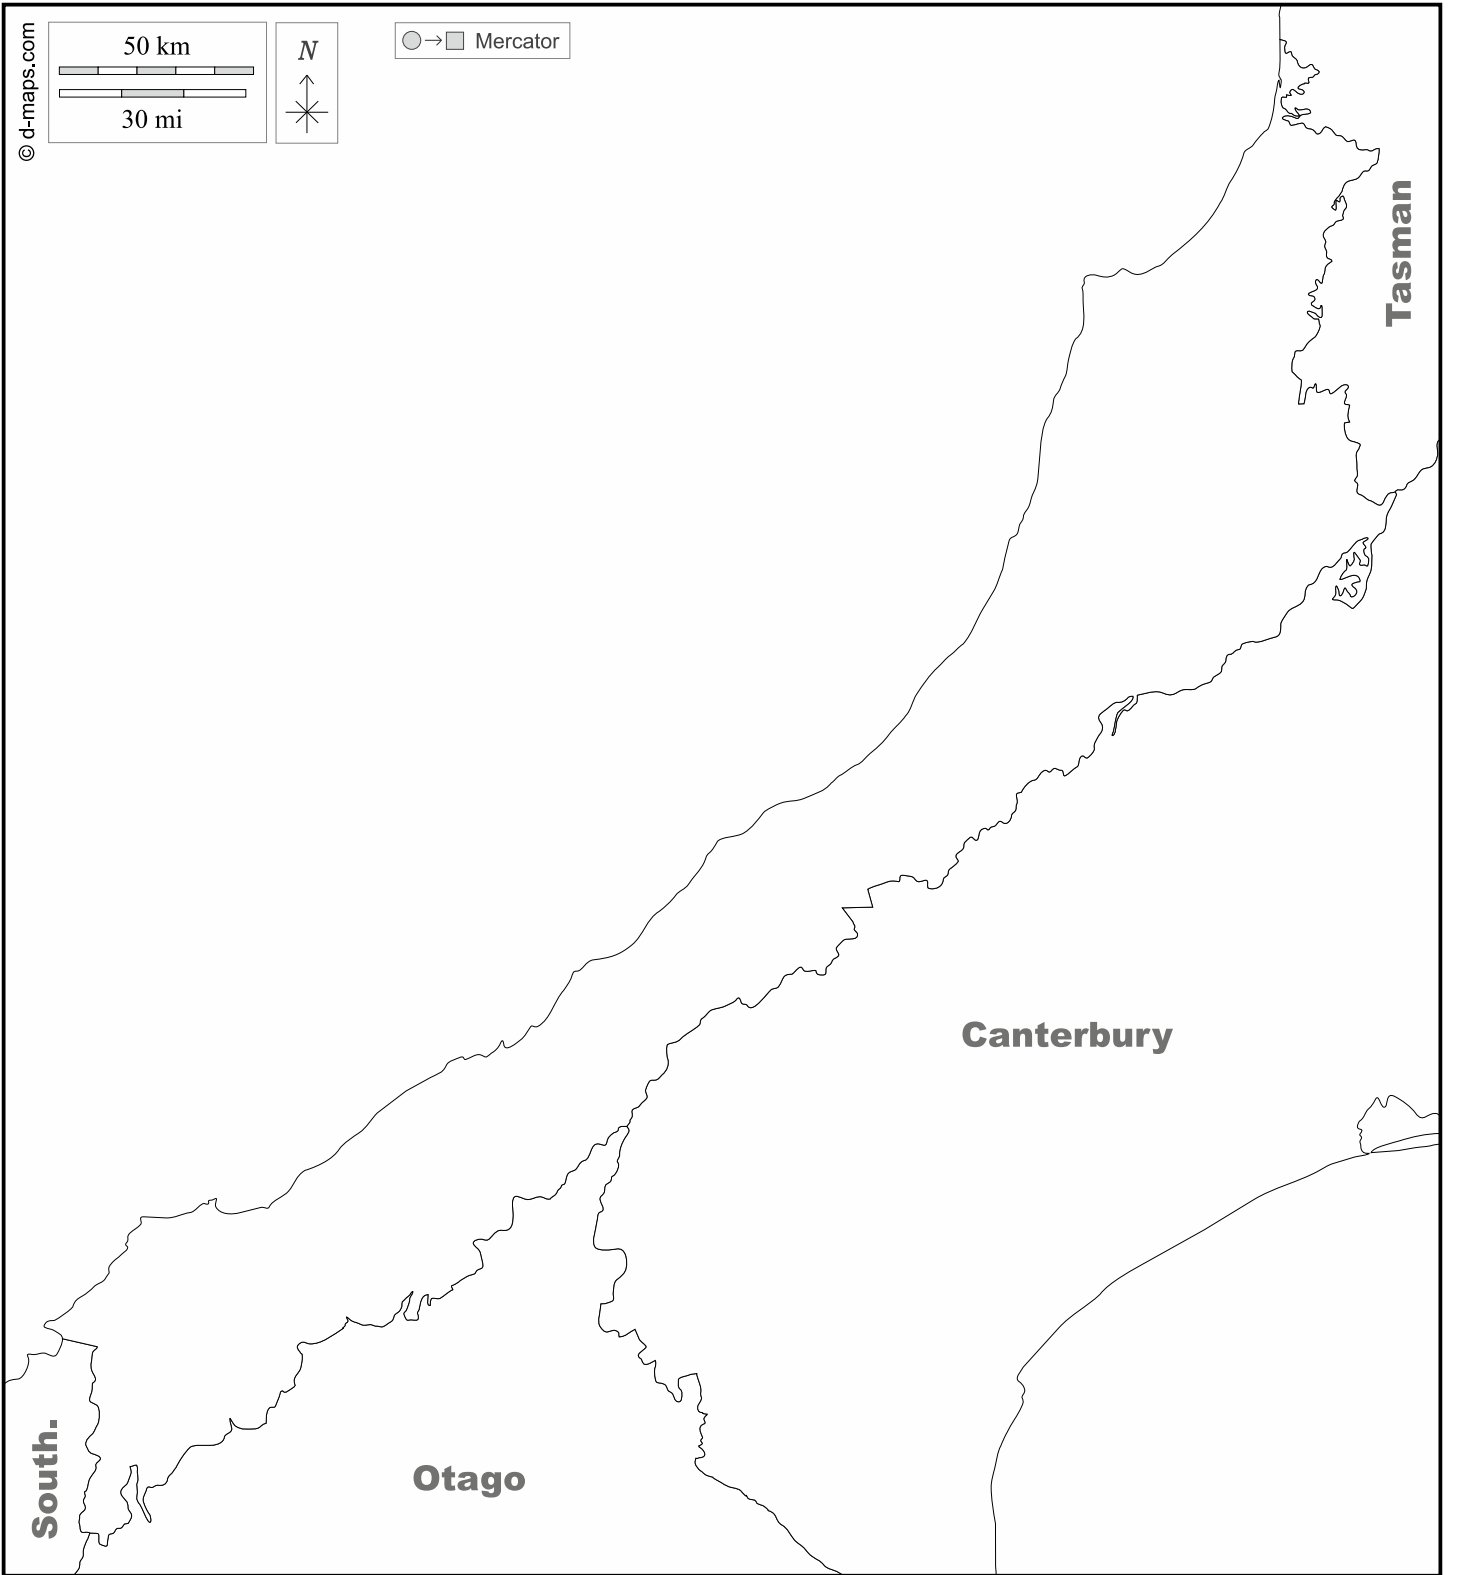 © d-maps.com
50 km
30 mi
N
Mercator
Tasman
Canterbury
South.
Otago